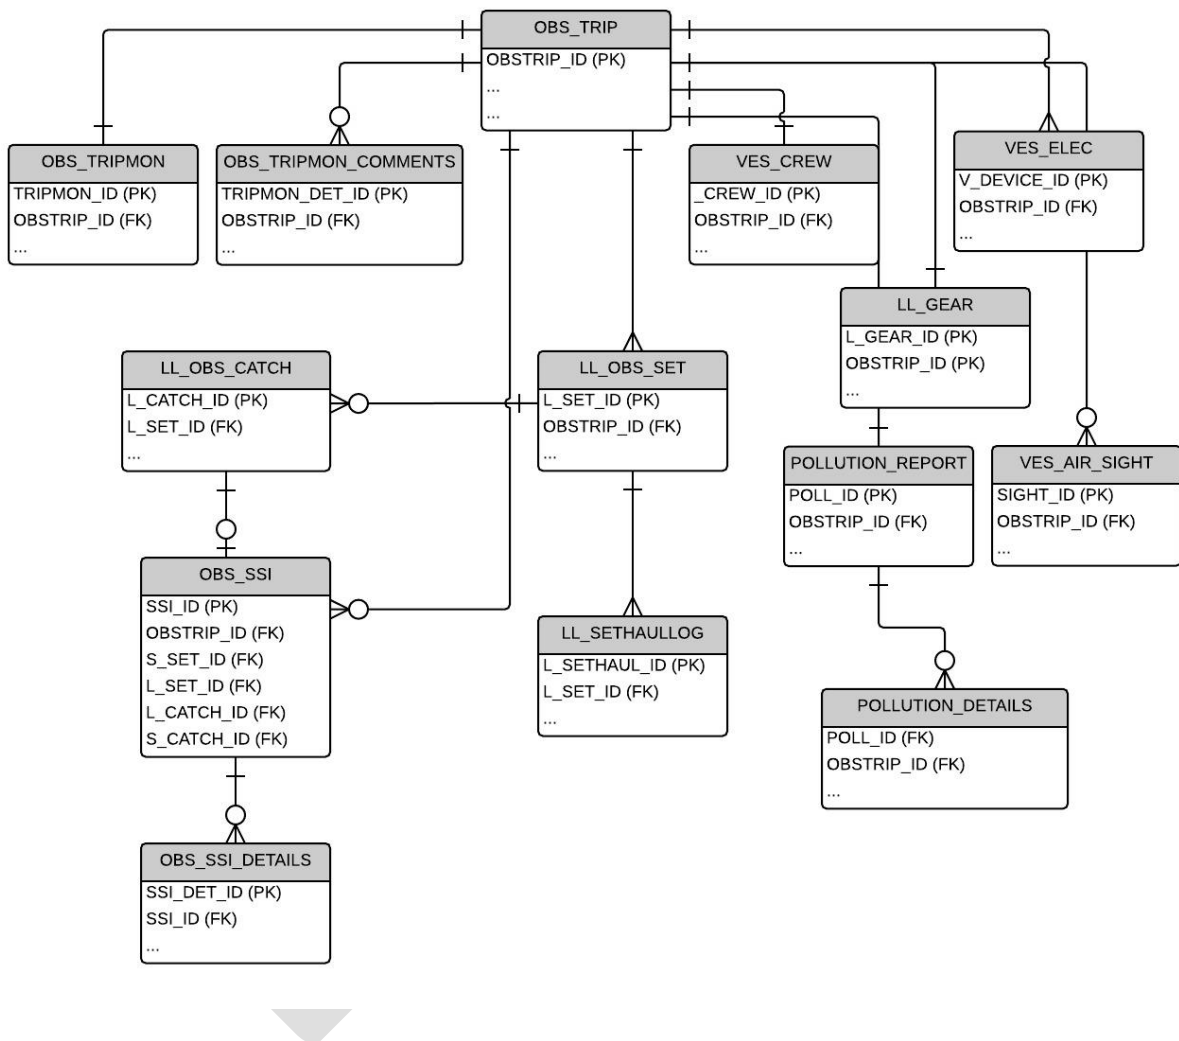 OBS_TRIP
OBSTRIP_ID (PK)
...
...
OBS_TRIPMON
TRIPMON_ID (PK)
OBSTRIP_ID (FK)
...
OBS_TRIPMON_COMMENTS
TRIPMON_DET_ID (PK)
OBSTRIP_ID (FK)
...
VES_CREW
_CREW_ID (PK)
OBSTRIP_ID (FK)
...
VES_ELEC
V_DEVICE_ID (PK)
OBSTRIP_ID (FK)
...
LL_GEAR
L_GEAR_ID (PK)
OBSTRIP_ID (PK)
...
LL_OBS_CATCH
L_CATCH_ID (PK)
L_SET_ID (FK)
...
LL_OBS_SET
L_SET_ID (PK)
OBSTRIP_ID (FK)
...
POLLUTION_REPORT
POLL_ID (PK)
OBSTRIP_ID (FK)
...
VES_AIR_SIGHT
SIGHT_ID (PK)
OBSTRIP_ID (FK)
...
OBS_SSI
SSI_ID (PK)
OBSTRIP_ID (FK)
S_SET_ID (FK)
L_SET_ID (FK)
L_CATCH_ID (FK)
S_CATCH_ID (FK)
LL_SETHAULLOG
L_SETHAUL_ID (PK)
L_SET_ID (FK)
...
POLLUTION_DETAILS
POLL_ID (FK)
OBSTRIP_ID (FK)
...
OBS_SSI_DETAILS
SSI_DET_ID (PK)
SSI_ID (FK)
...